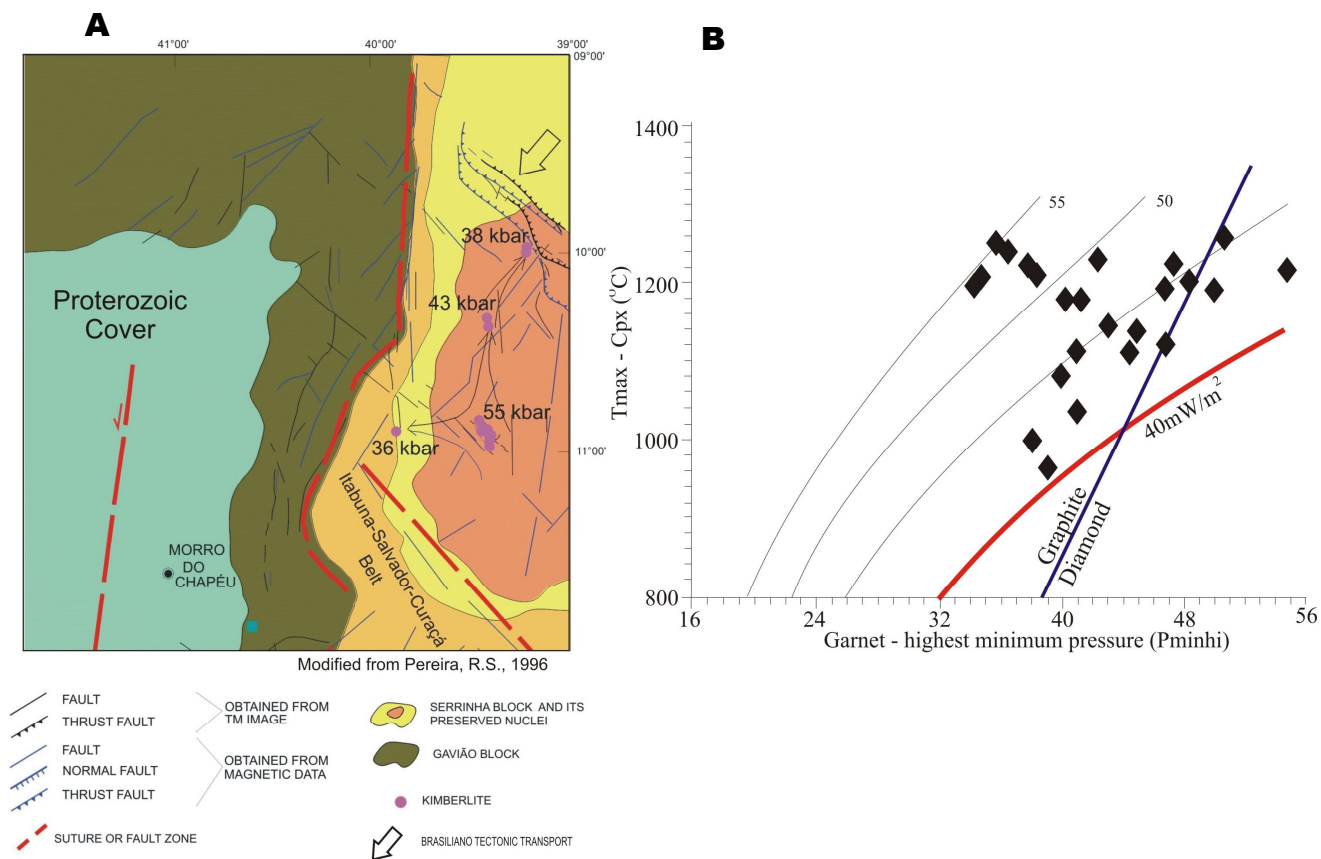 A
B
41°00'
40°00'
39°00'
09°00'
10°00'
11°00'
38 kbar
43 kbar
55 kbar
36 kbar
Proterozoic
Cover
MORRO
DO
CHAPÉU
Itabuna-Salvador-Curaçá
Belt
Modified from Pereira, R.S., 1996
FAULT
THRUST FAULT
OBTAINED FROM
TM IMAGE
FAULT
NORMAL FAULT
THRUST FAULT
OBTAINED FROM
MAGNETIC DATA
SUTURE OR FAULT ZONE
SERRINHA BLOCK AND ITS
PRESERVED NUCLEI
GAVIÃO BLOCK
KIMBERLITE
BRASILIANO TECTONIC TRANSPORT
1400
1200
1000
800
Tmax - Cpx (°C)
55
50
40mW/m²
Graphite
Diamond
16
24
32
40
48
56
Garnet - highest minimum pressure (Pminhi)